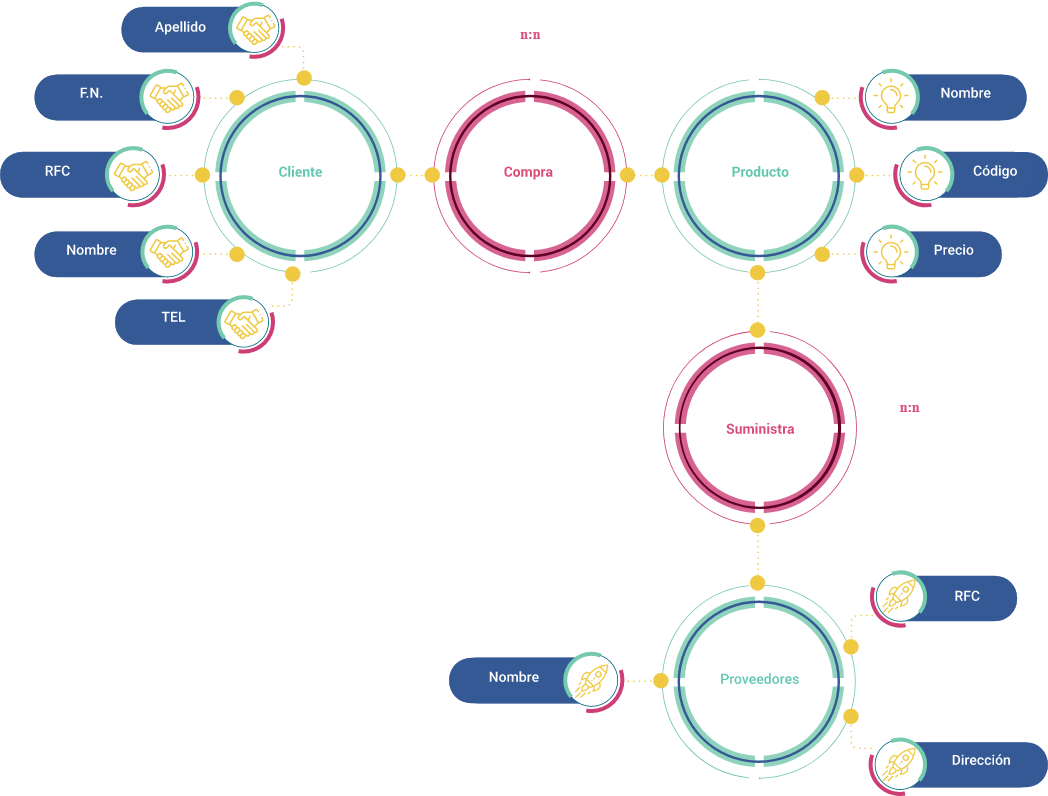 Apellido
n:n
F.N.
Nombre
RFC
Cliente
Compra
Producto
Código
Nombre
Precio
TEL
n:n
Suministra
RFC
Nombre
Proveedores
Dirección